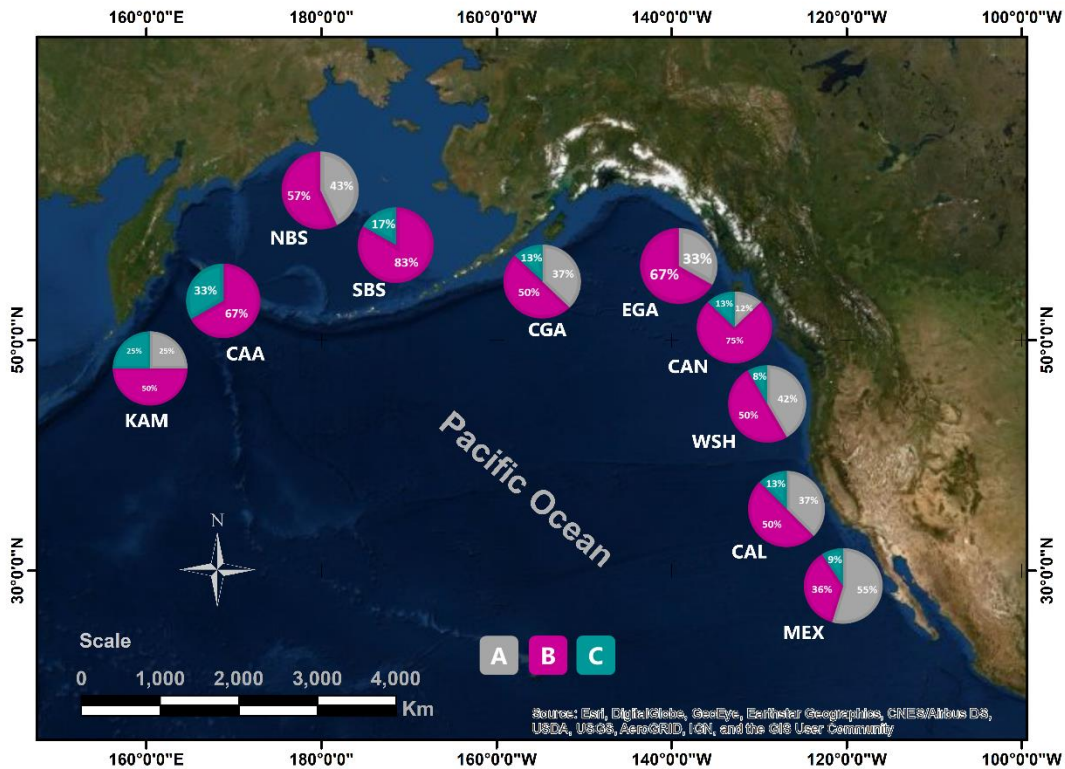 160°0'0"E 180°0'0" 160°0'0"W 140°0'0"W 120°0'0"W 100°0'0"W
43%
57%
NBS
17%
83%
SBS
33%
67%
CAA
25% 25%
50%
KAM
13%
37%
50%
CGA
33%
67%
EGA
13% 12%
75%
CAN
8%
42%
50%
WSH
13%
37%
50%
CAL
9%
36% 55%
MEX
50°0'0"N
50°0'0"N
30°0'0"N
30°0'0"N
Pacific Ocean
N
Scale
0 1,000 2,000 3,000 4,000
Km
A B C
Source: Esri, DigitalGlobe, GeoEye, Earthstar Geographics, CNES/Airbus DS,
USDA, USGS, AeroGRID, IGN, and the GIS User Community
160°0'0"E 180°0'0" 160°0'0"W 140°0'0"W 120°0'0"W 100°0'0"W